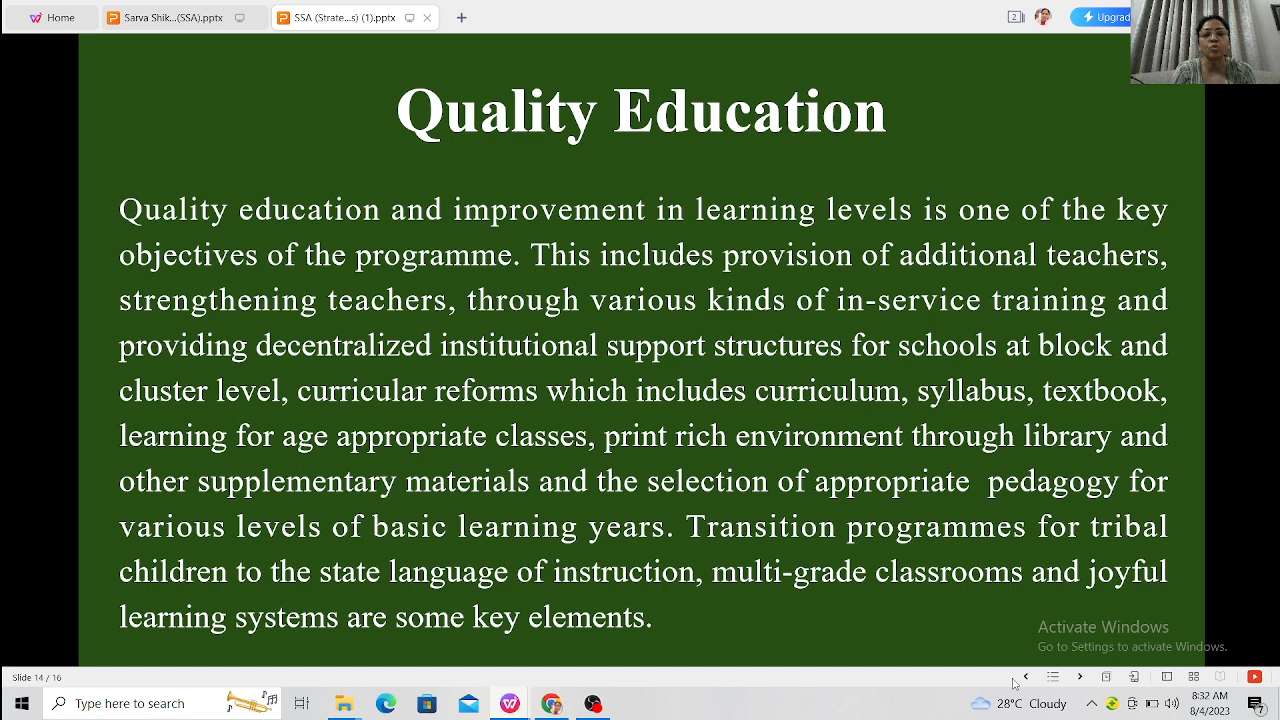 Home
Sarva Shik...(SSA).pptx
SSA (Strate...s) (1).pptx
2
Upgrad
Quality Education
Quality education and improvement in learning levels is one of the key
objectives of the programme. This includes provision of additional teachers,
strengthening teachers, through various kinds of in-service training and
providing decentralized institutional support structures for schools at block and
cluster level, curricular reforms which includes curriculum, syllabus, textbook,
learning for age appropriate classes, print rich environment through library and
other supplementary materials and the selection of appropriate pedagogy for
various levels of basic learning years. Transition programmes for tribal
children to the state language of instruction, multi-grade classrooms and joyful
learning systems are some key elements.
Activate Windows
Go to Settings to activate Windows.
Slide 14 / 16
Type here to search
28°C Cloudy
8:32 AM
8/4/2023
7